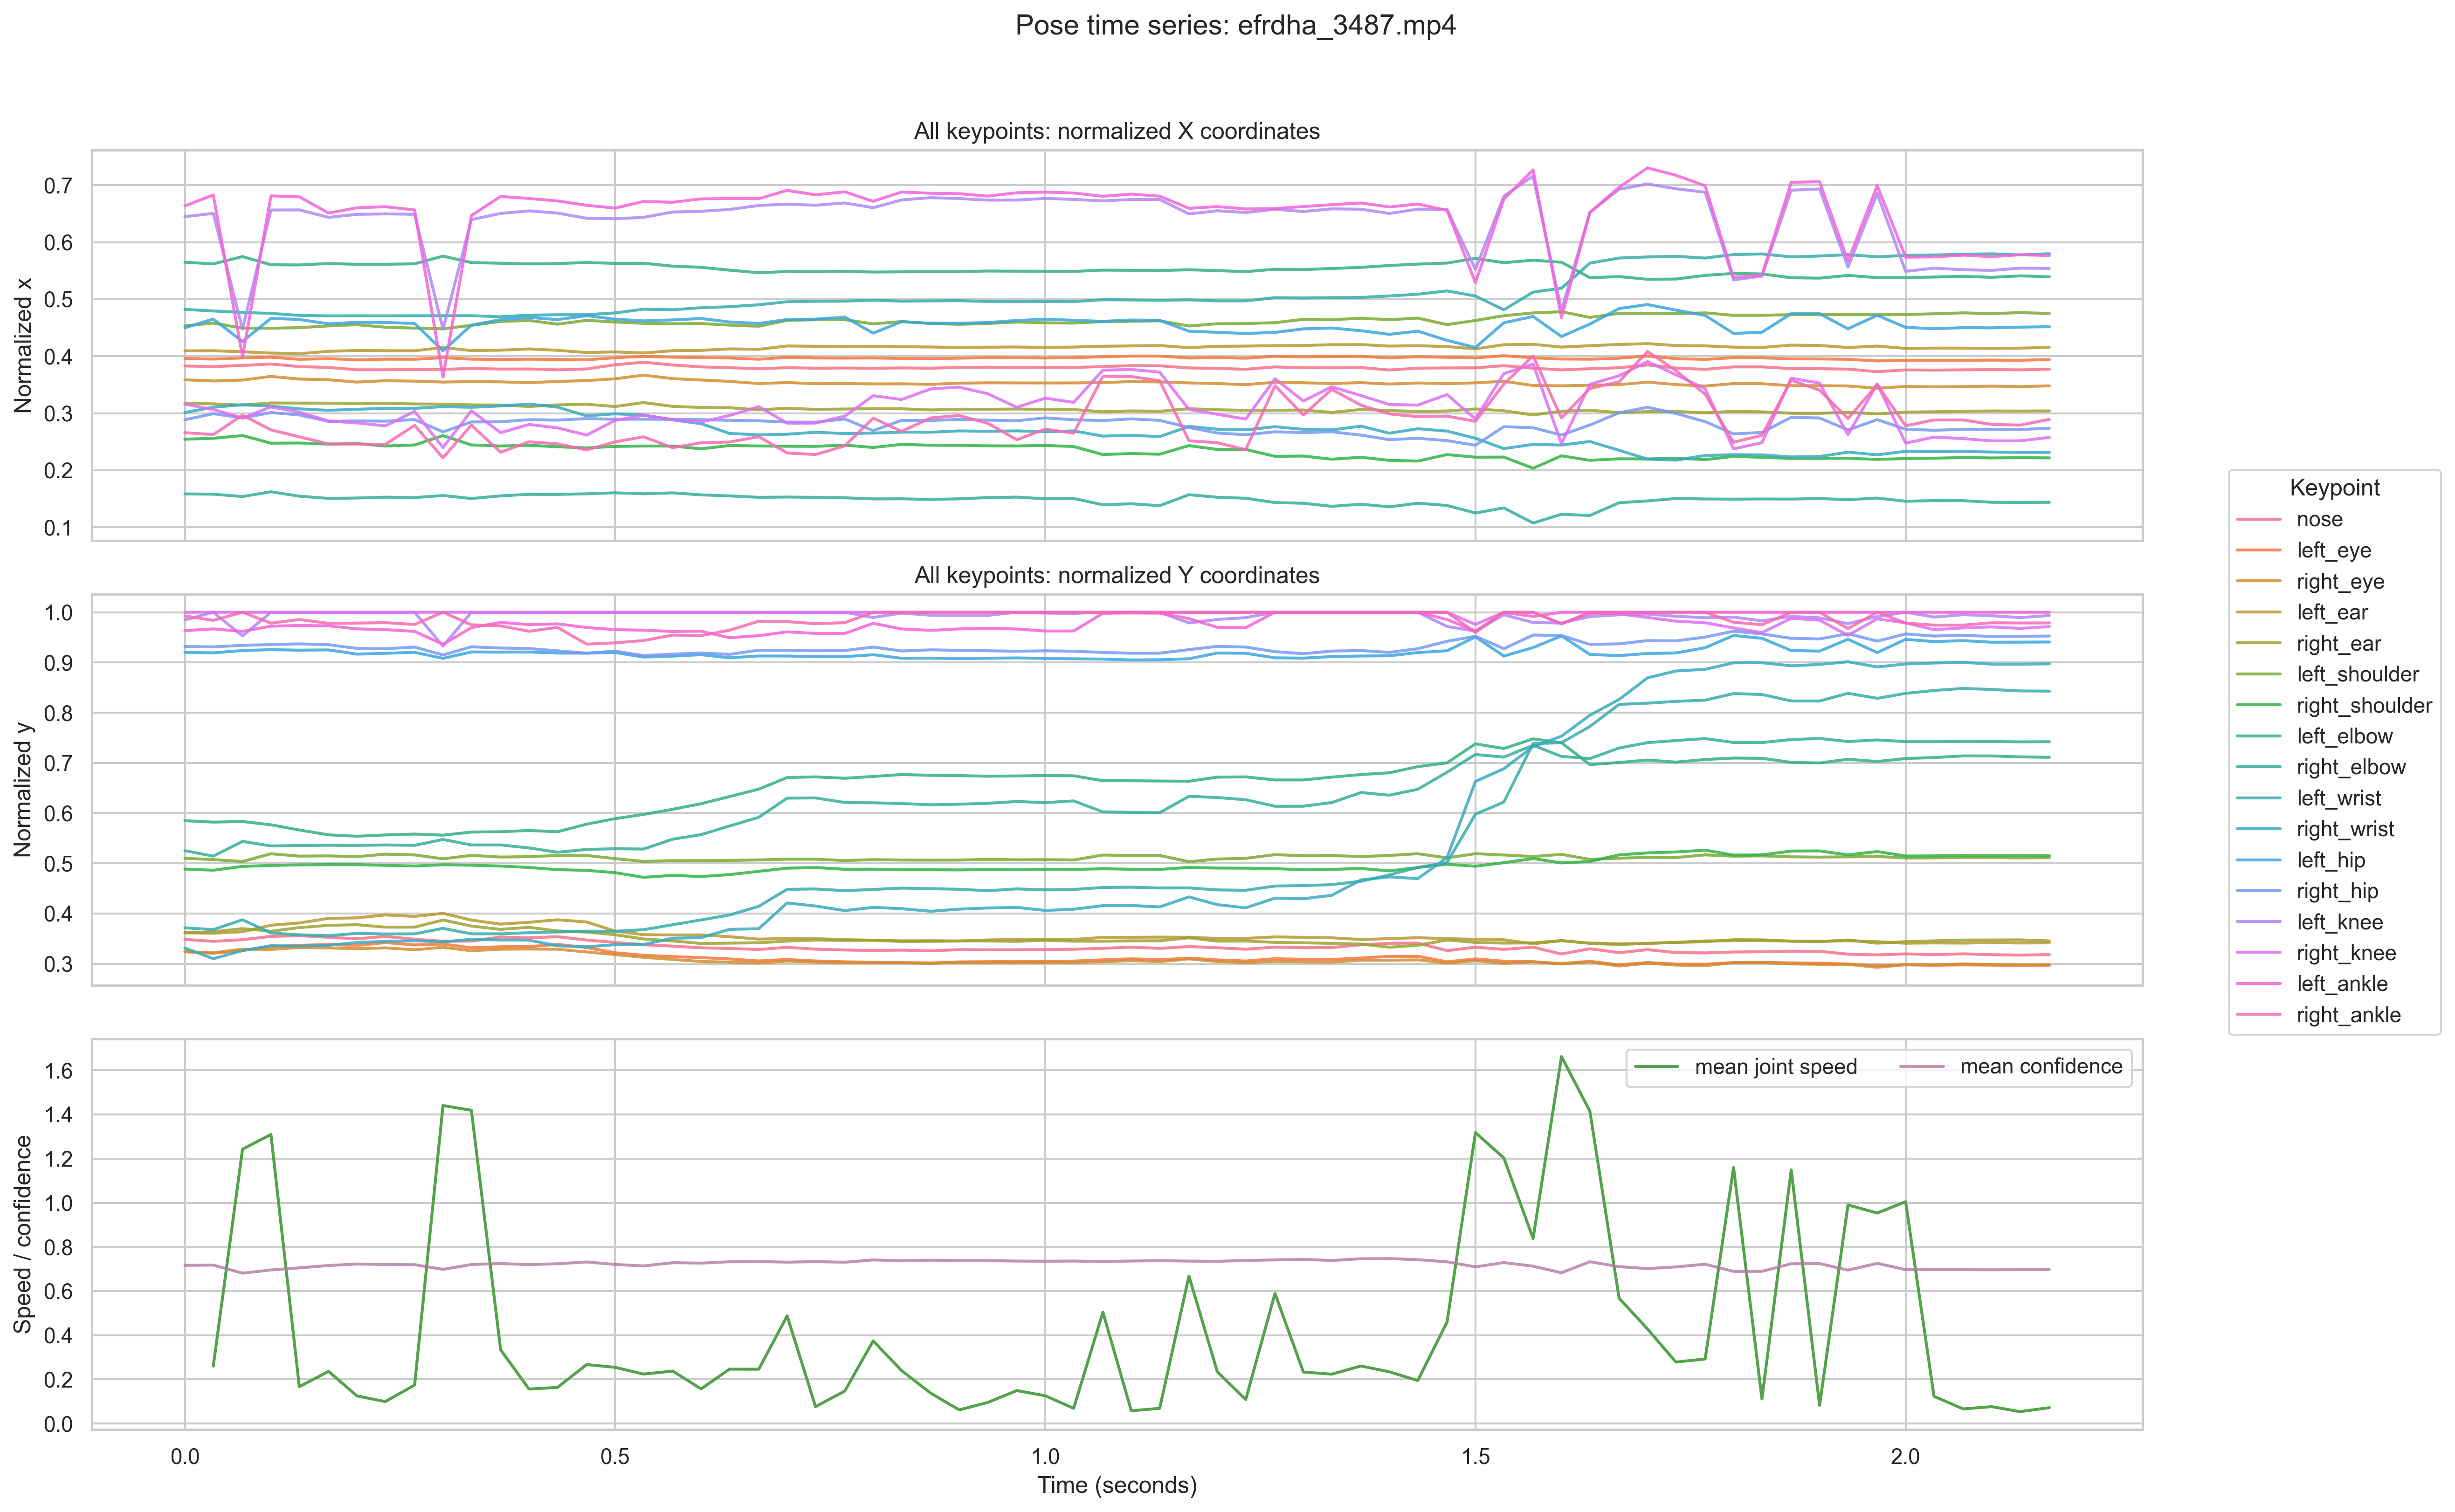 Pose time series: efrdha_3487.mp4
All keypoints: normalized X coordinates
Normalized x
0.7
0.6
0.5
0.4
0.3
0.2
0.1
All keypoints: normalized Y coordinates
Normalized y
1.0
0.9
0.8
0.7
0.6
0.5
0.4
0.3
Keypoint
nose
left_eye
right_eye
left_ear
right_ear
left_shoulder
right_shoulder
left_elbow
right_elbow
left_wrist
right_wrist
left_hip
right_hip
left_knee
right_knee
left_ankle
right_ankle
mean joint speed mean confidence
Speed / confidence
1.6
1.4
1.2
1.0
0.8
0.6
0.4
0.2
0.0
0.0 0.5 1.0 1.5 2.0
Time (seconds)